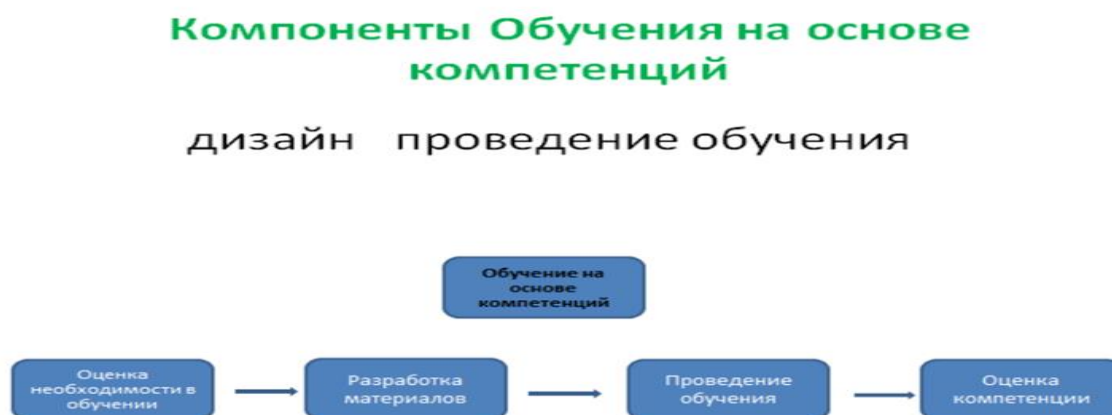 Компоненты Обучения на основе
компетенций
дизайн проведение обучения
Обучение на
основе
компетенций
Оценка
необходимости в
обучении
Разработка
материалов
Проведение
обучения
Оценка
компетенции